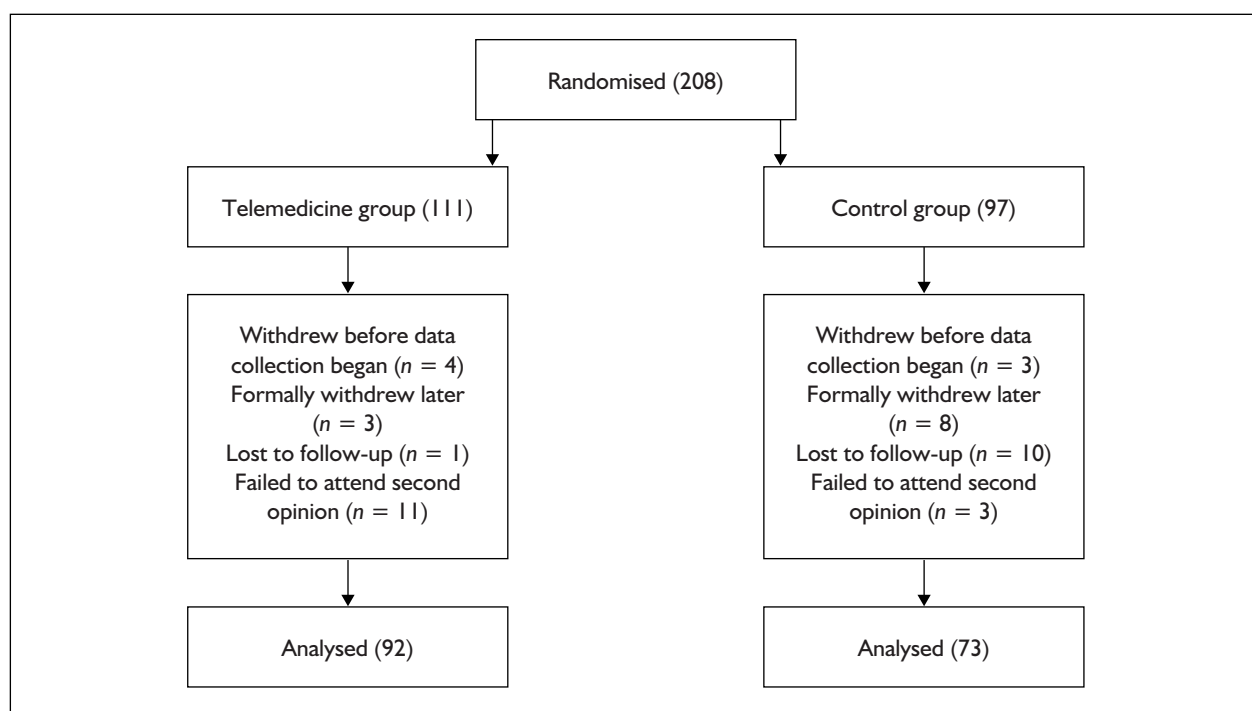 Randomised (208)
Telemedicine group (111)
Control group (97)
Withdrew before data
collection began (n = 4)
Formally withdrew later
(n = 3)
Lost to follow-up (n = 1)
Failed to attend second
opinion (n = 11)
Withdrew before data
collection began (n = 3)
Formally withdrew later
(n = 8)
Lost to follow-up (n = 10)
Failed to attend second
opinion (n = 3)
Analysed (92)
Analysed (73)